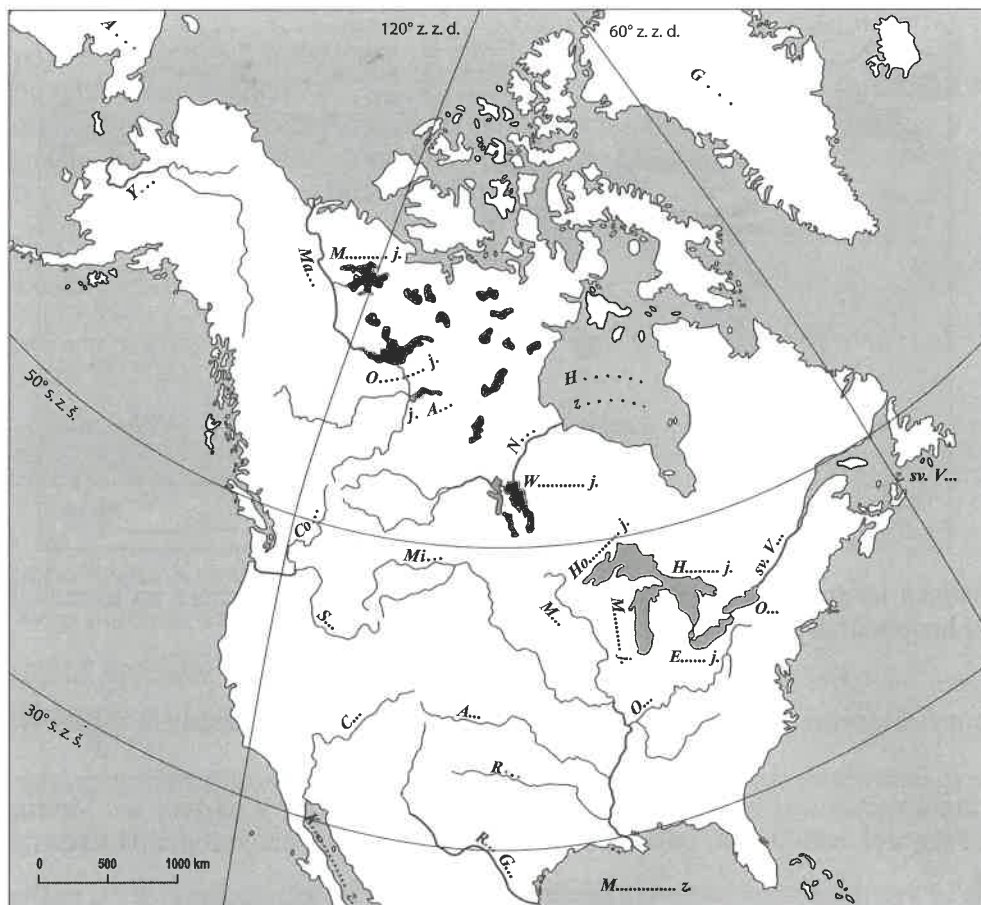 A....
120° z. z. d.
60° z. z. d.
G....
Y...
Ma...
M.......... j.
O.......... j.
j. A...
H......
z ......
50° s. z. š.
N...
W........... j.
sv. V...
Co...
Mi...
Ho........ j.
H........ j.
sv. V...
M...
M........ j.
O...
S...
E...... j.
O...
C...
A...
30° s. z. š.
R...
K..........
R...
G...
0 500 1000 km
M.............. z.